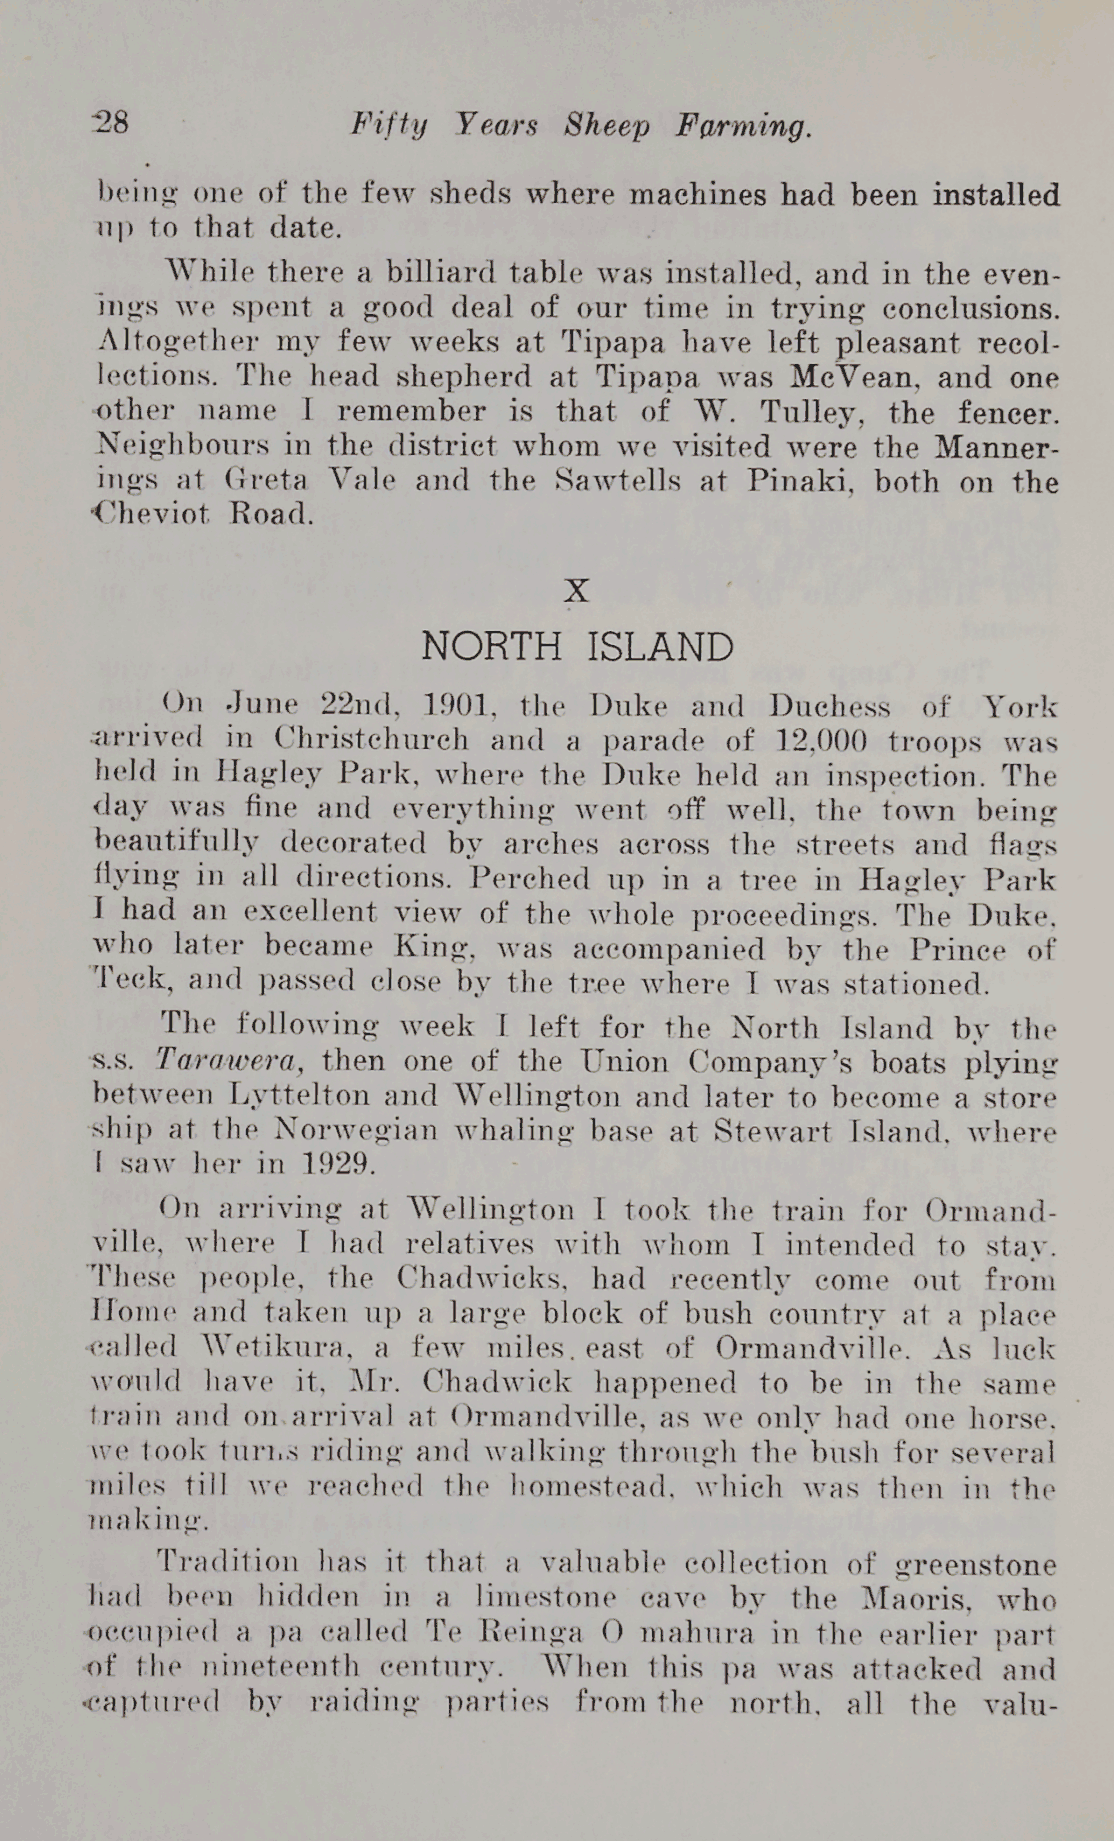 28 Fifty Years Sheep Farming.
being one of the few sheds where machines had been installed
up to that date.
While there a billiard table was installed, and in the even-
ings we spent a good deal of our time in trying conclusions.
Altogether my few weeks at Tipapa have left pleasant recol-
lections. The head shepherd at Tipapa was McVean, and one
other name I remember is that of W. Tulley, the fencer.
Neighbours in the district whom we visited were the Manner-
ings at Greta Vale and the Sawtells at Pinaki, both on the
Cheviot Road.
X
NORTH ISLAND
On June 22nd, 1901, the Duke and Duchess of York
arrived in Christchurch and a parade of 12,000 troops was
held in Hagley Park, where the Duke held an inspection. The
day was fine and everything went off well, the town being
beautifully decorated by arches across the streets and flags
flying in all directions. Perched up in a tree in Hagley Park
I had an excellent view of the whole proceedings. The Duke,
who later became King, was accompanied by the Prince of
Teck, and passed close by the tree where I was stationed.
The following week I left for the North Island by the
s.s. Tarawera, then one of the Union Company's boats plying
between Lyttelton and Wellington and later to become a store
ship at the Norwegian whaling base at Stewart Island, where
I saw her in 1929.
On arriving at Wellington I took the train for Ormand-
ville, where I had relatives with whom I intended to stay.
These people, the Chadwicks, had recently come out from
Home and taken up a large block of bush country at a place
called Wetikura, a few miles east of Ormandville. As luck
would have it, Mr. Chadwick happened to be in the same
train and on arrival at Ormandville, as we only had one horse,
we took turns riding and walking through the bush for several
miles till we reached the homestead, which was then in the
making.
Tradition has it that a valuable collection of greenstone
had been hidden in a limestone cave by the Maoris, who
occupied a pa called Te Reinga O mahura in the earlier part
of the nineteenth century. When this pa was attacked and
captured by raiding parties from the north, all the valu-